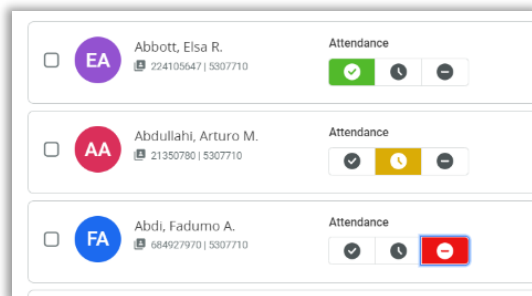 EA
Abbott, Elsa R.
224105647 | 5307710
Attendance
AA
Abdullahi, Arturo M.
21350780 | 5307710
Attendance
FA
Abdi, Fadumo A.
684927970 | 5307710
Attendance